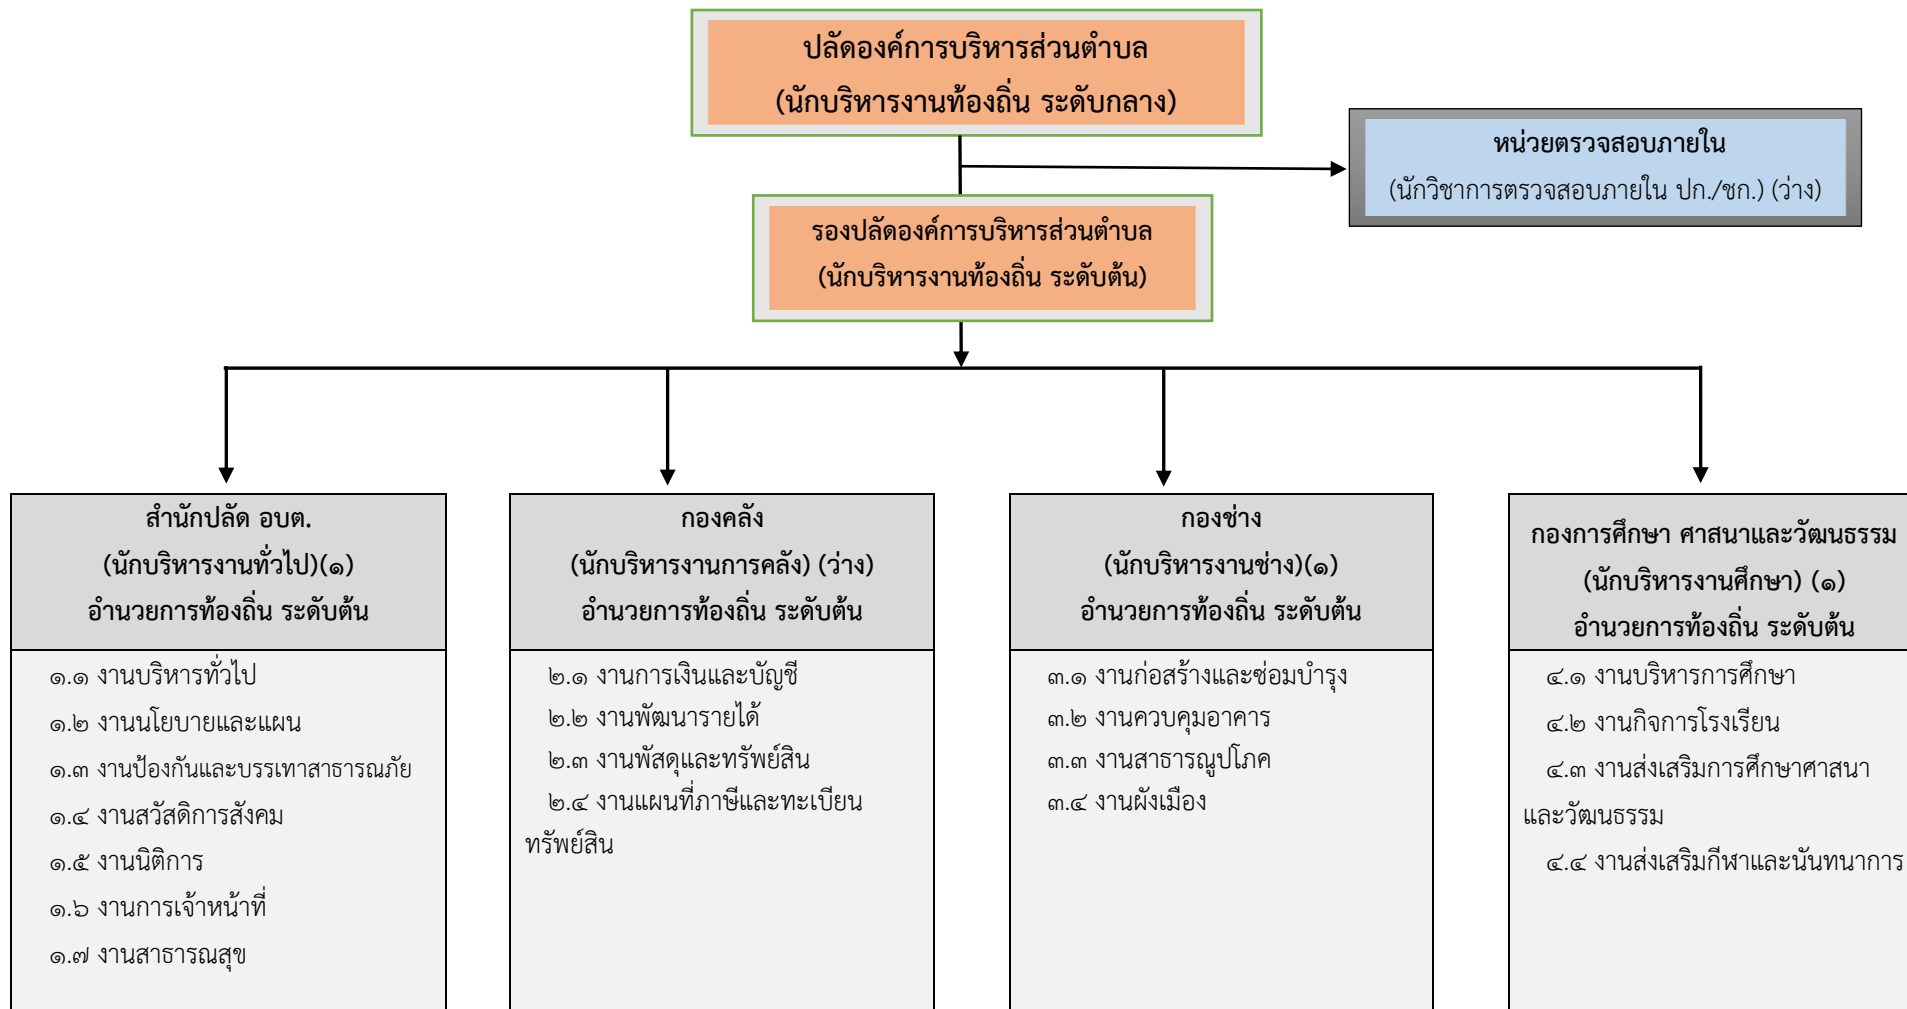 ปลัดองค์การบริหารส่วนตำบล
(นักบริหารงานท้องถิ่น ระดับกลาง)
หน่วยตรวจสอบภายใน
(นักวิชาการตรวจสอบภายใน ปก./ชก.) (ว่าง)
รองปลัดองค์การบริหารส่วนตำบล
(นักบริหารงานท้องถิ่น ระดับต้น)
สำนักปลัด อบต.
(นักบริหารงานทั่วไป)(๑)
อำนวยการท้องถิ่น ระดับต้น
๑.๑ งานบริหารทั่วไป
๑.๒ งานนโยบายและแผน
๑.๓ งานป้องกันและบรรเทาสาธารณภัย
๑.๔ งานสวัสดิการสังคม
๑.๕ งานนิติการ
๑.๖ งานการเจ้าหน้าที่
๑.๗ งานสาธารณสุข
กองคลัง
(นักบริหารงานการคลัง) (ว่าง)
อำนวยการท้องถิ่น ระดับต้น
๒.๑ งานการเงินและบัญชี
๒.๒ งานพัฒนารายได้
๒.๓ งานพัสดุและทรัพย์สิน
๒.๔ งานแผนที่ภาษีและทะเบียน
ทรัพย์สิน
กองช่าง
(นักบริหารงานช่าง)(๑)
อำนวยการท้องถิ่น ระดับต้น
๓.๑ งานก่อสร้างและซ่อมบำรุง
๓.๒ งานควบคุมอาคาร
๓.๓ งานสาธารณูปโภค
๓.๔ งานผังเมือง
กองการศึกษา ศาสนาและวัฒนธรรม
(นักบริหารงานศึกษา) (๑)
อำนวยการท้องถิ่น ระดับต้น
๔.๑ งานบริหารการศึกษา
๔.๒ งานกิจการโรงเรียน
๔.๓ งานส่งเสริมการศึกษาศาสนา
และวัฒนธรรม
๔.๔ งานส่งเสริมกีฬาและนันทนาการ